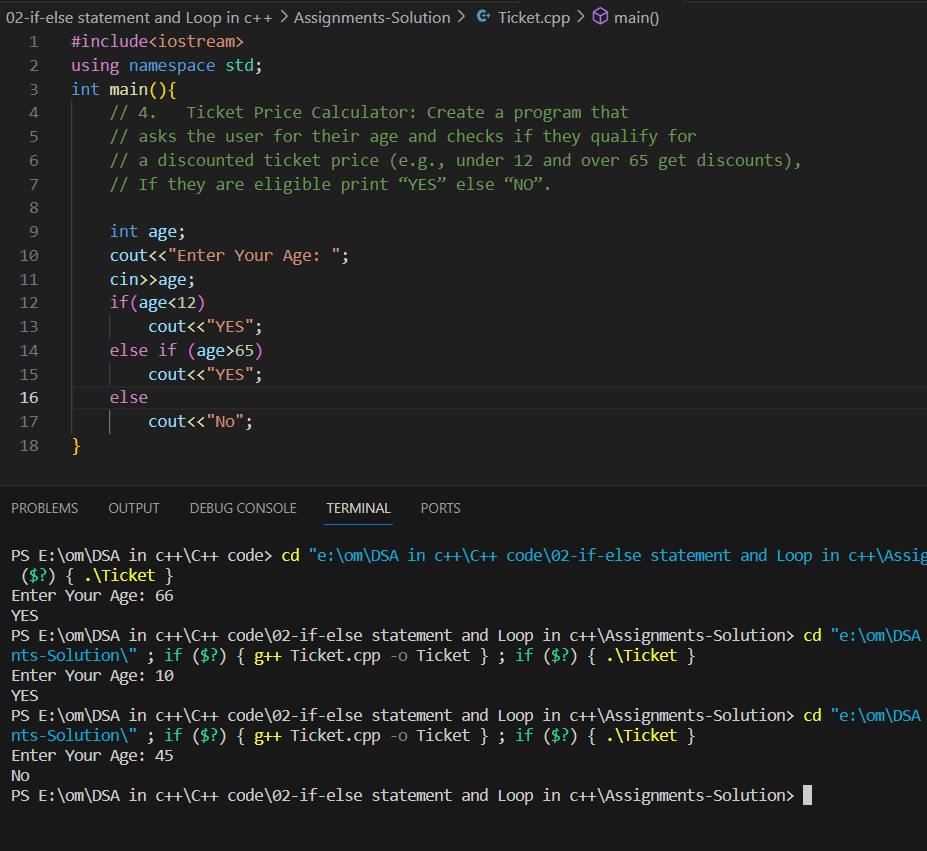 02-if-else statement and Loop in c++ > Assignments-Solution > Ticket.cpp > main()
1 #include<iostream>
2 using namespace std;
3 int main(){
4 // 4.   Ticket Price Calculator: Create a program that
5 // asks the user for their age and checks if they qualify for
6 // a discounted ticket price (e.g., under 12 and over 65 get discounts),
7 // If they are eligible print “YES” else “NO”.
8
9 int age;
10 cout<<"Enter Your Age: ";
11 cin>>age;
12 if(age<12)
13 cout<<"YES";
14 else if (age>65)
15 cout<<"YES";
16 else
17 cout<<"No";
18 }
PROBLEMS OUTPUT DEBUG CONSOLE TERMINAL PORTS
PS E:\om\DSA in c++\C++ code> cd "e:\om\DSA in c++\C++ code\02-if-else statement and Loop in c++\Assig
($?) { .\Ticket }
Enter Your Age: 66
YES
PS E:\om\DSA in c++\C++ code\02-if-else statement and Loop in c++\Assignments-Solution> cd "e:\om\DSA
nts-Solution\" ; if ($?) { g++ Ticket.cpp -o Ticket } ; if ($?) { .\Ticket }
Enter Your Age: 10
YES
PS E:\om\DSA in c++\C++ code\02-if-else statement and Loop in c++\Assignments-Solution> cd "e:\om\DSA
nts-Solution\" ; if ($?) { g++ Ticket.cpp -o Ticket } ; if ($?) { .\Ticket }
Enter Your Age: 45
No
PS E:\om\DSA in c++\C++ code\02-if-else statement and Loop in c++\Assignments-Solution>